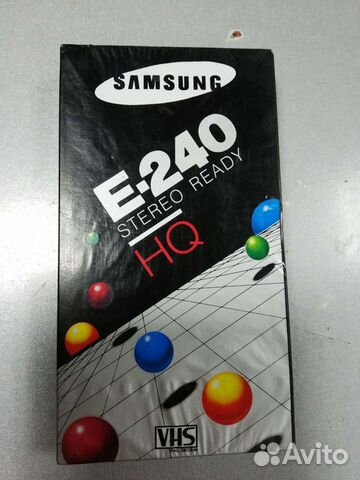 SAMSUNG
E-240
STEREO READY
HQ
VHS
Avito